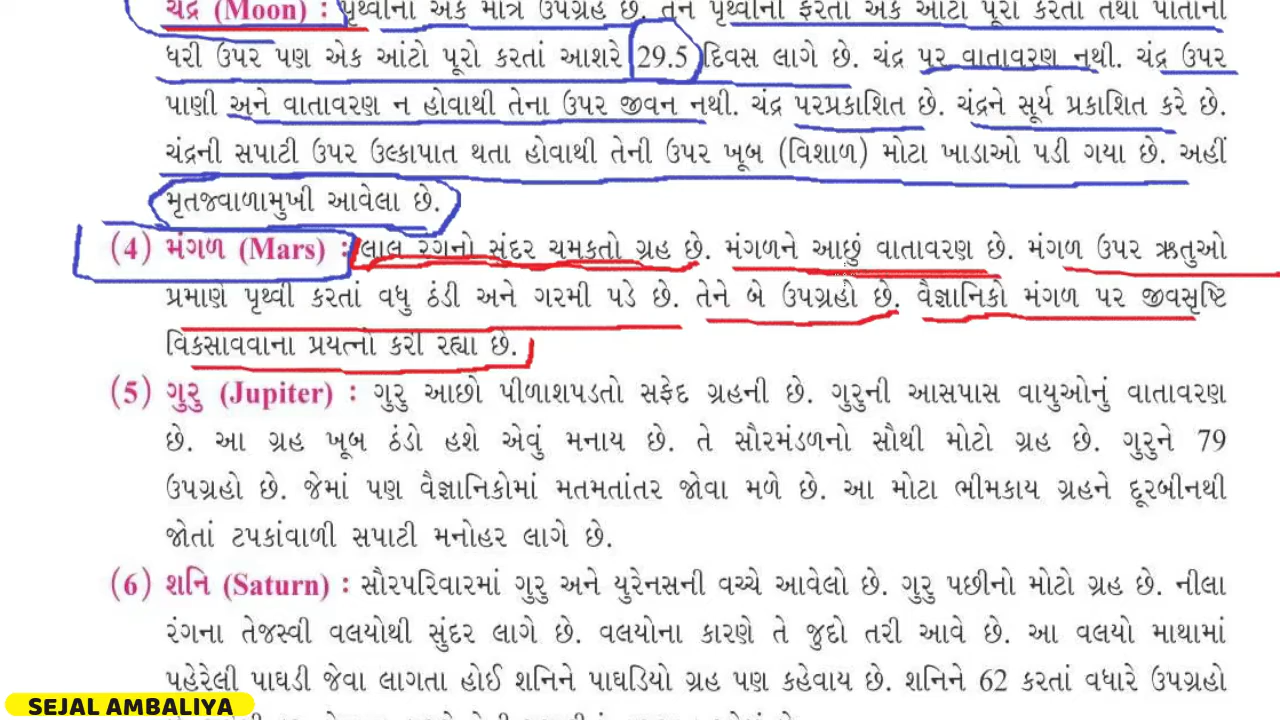 ચંદ્ર (Moon) : પૃથ્વીનો એક માત્ર ઉપગ્રહ છે. તેને પૃથ્વીની ફરતો એક આંટો પૂરો કરતાં તથા પોતાની
ધરી ઉપર પણ એક આંટો પૂરો કરતાં આશરે 29.5 દિવસ લાગે છે. ચંદ્ર પર વાતાવરણ નથી. ચંદ્ર ઉપર
પાણી અને વાતાવરણ ન હોવાથી તેના ઉપર જીવન નથી. ચંદ્ર પરપ્રકાશિત છે. ચંદ્રને સૂર્ય પ્રકાશિત કરે છે.
ચંદ્રની સપાટી ઉપર ઉલ્કાપાત થતા હોવાથી તેની ઉપર ખૂબ (વિશાળ) મોટા ખાડાઓ પડી ગયા છે. અહીં
મૃતજ્વાળામુખી આવેલા છે.
(4) મંગળ (Mars) : લાલ રંગનો સુંદર ચમકતો ગ્રહ છે. મંગળને આછું વાતાવરણ છે. મંગળ ઉપર ઋતુઓ
પ્રમાણે પૃથ્વી કરતાં વધુ ઠંડી અને ગરમી પડે છે. તેને બે ઉપગ્રહો છે. વૈજ્ઞાનિકો મંગળ પર જીવસૃષ્ટિ
વિકસાવવાના પ્રયત્નો કરી રહ્યા છે.
(5) ગુરુ (Jupiter) : ગુરુ આછો પીળાશપડતો સફેદ ગ્રહની છે. ગુરુની આસપાસ વાયુઓનું વાતાવરણ
છે. આ ગ્રહ ખૂબ ઠંડો હશે એવું મનાય છે. તે સૌરમંડળનો સૌથી મોટો ગ્રહ છે. ગુરુને 79
ઉપગ્રહો છે. જેમાં પણ વૈજ્ઞાનિકોમાં મતમતાંતર જોવા મળે છે. આ મોટા ભીમકાય ગ્રહને દૂરબીનથી
જોતાં ટપકાંવાળી સપાટી મનોહર લાગે છે.
(6) શનિ (Saturn) : સૌરપરિવારમાં ગુરુ અને યુરેનસની વચ્ચે આવેલો છે. ગુરુ પછીનો મોટો ગ્રહ છે. નીલા
રંગના તેજસ્વી વલયોથી સુંદર લાગે છે. વલયોના કારણે તે જુદો તરી આવે છે. આ વલયો માથામાં
પહેરેલી પાઘડી જેવા લાગતા હોઈ શનિને પાઘડિયો ગ્રહ પણ કહેવાય છે. શનિને 62 કરતાં વધારે ઉપગ્રહો
SEJAL AMBALIYA